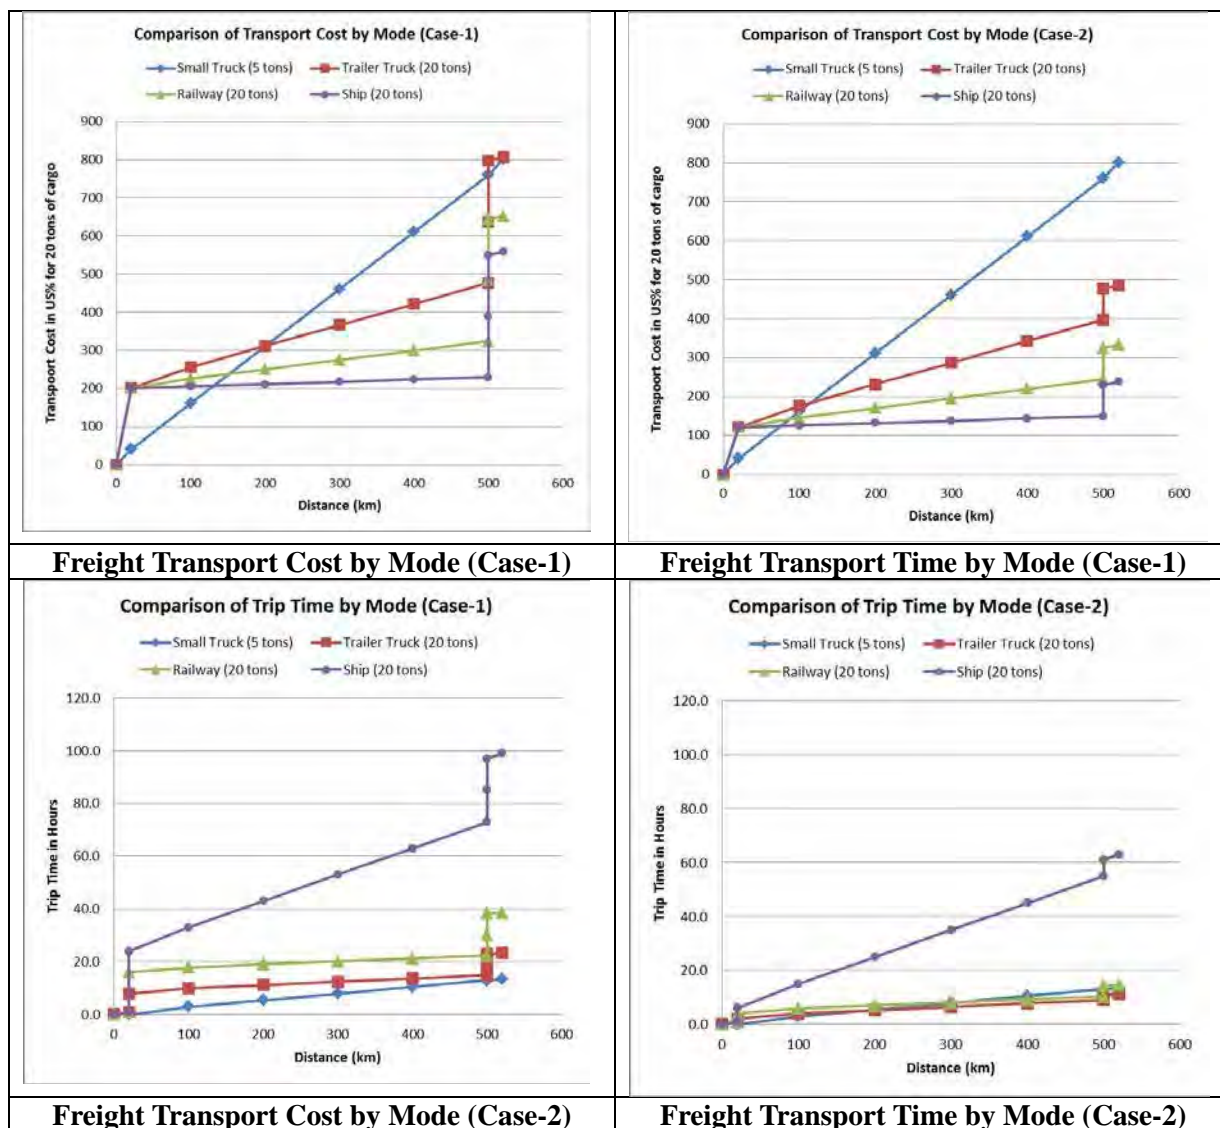 Comparison of Transport Cost by Mode (Case-1)
Small Truck (5 tons)
Trailer Truck (20 tons)
Railway (20 tons)
Ship (20 tons)
Transpoort Cost in US% for 20 tons of cargo
900
800
700
600
500
400
300
200
100
0
0 100 200 300 400 500 600
Distance (km)
Comparison of Transport Cost by Mode (Case-2)
Small Truck (5 tons)
Trailer Truck (20 tons)
Railway (20 tons)
Ship (20 tons)
Transpoort Cost in US% for 20 tons of cargo
900
800
700
600
500
400
300
200
100
0
0 100 200 300 400 500 600
Distance (km)
Freight Transport Cost by Mode (Case-1)
Freight Transport Time by Mode (Case-1)
Comparison of Trip Time by Mode (Case-1)
Small Truck (5 tons)
Trailer Truck (20 tons)
Railway (20 tons)
Ship (20 tons)
Trip Time in Hours
120.0
100.0
80.0
60.0
40.0
20.0
0.0
0 100 200 300 400 500 600
Distance (km)
Comparison of Trip Time by Mode (Case-2)
Small Truck (5 tons)
Trailer Truck (20 tons)
Railway (20 tons)
Ship (20 tons)
Trip Time in Hours
120.0
100.0
80.0
60.0
40.0
20.0
0.0
0 100 200 300 400 500 600
Distance (km)
Freight Transport Cost by Mode (Case-2)
Freight Transport Time by Mode (Case-2)